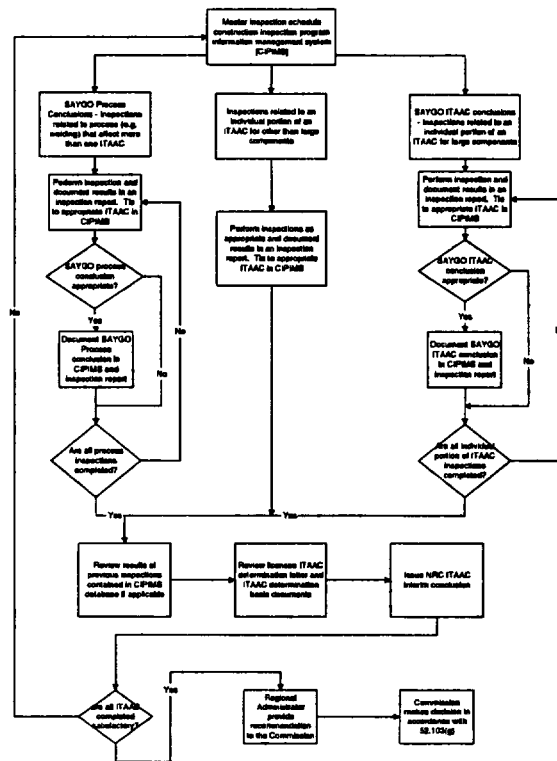 Master inspection schedule
construction inspection program
information management system
[CIPIMS]
SAYGO Process
Conclusions - Inspections
related to process (e.g.
welding) that affect more
than one ITAAC
Inspections related to an
individual portion of an
ITAAC for other than large
components
SAYGO ITAAC conclusions
- Inspections related to an
individual portion of an
ITAAC for large components
Perform inspection and
document results in an
inspection report. Tie
to appropriate ITAAC in
CIPIMS
Perform inspections as
appropriate and document
results in an inspection
report. Tie to appropriate
ITAAC in CIPIMS
Perform inspection and
document results in an
inspection report. Tie
to appropriate ITAAC in
CIPIMS
SAYGO process
conclusion
appropriate?
SAYGO ITAAC
conclusion
appropriate?
No
Yes
No
Yes
No
Document SAYGO
Process
conclusion in
CIPIMS and
inspection report
No
Document SAYGO
ITAAC conclusion
in CIPIMS and
inspection report
No
Are all process
inspections
completed?
Are all individual
portion of ITAAC
inspections
completed?
Yes
Yes
Review results of
previous inspections
contained in CIPIMS
database if applicable
Review licensee ITAAC
determination letter and
ITAAC determination
basis documents
Issue NRC ITAAC
interim conclusion
Are all ITAAC
completed
satisfactory?
Yes
Regional
Administrator
provide
recommendation
to the Commission
Commission
makes decision in
accordance with
52.103(g)